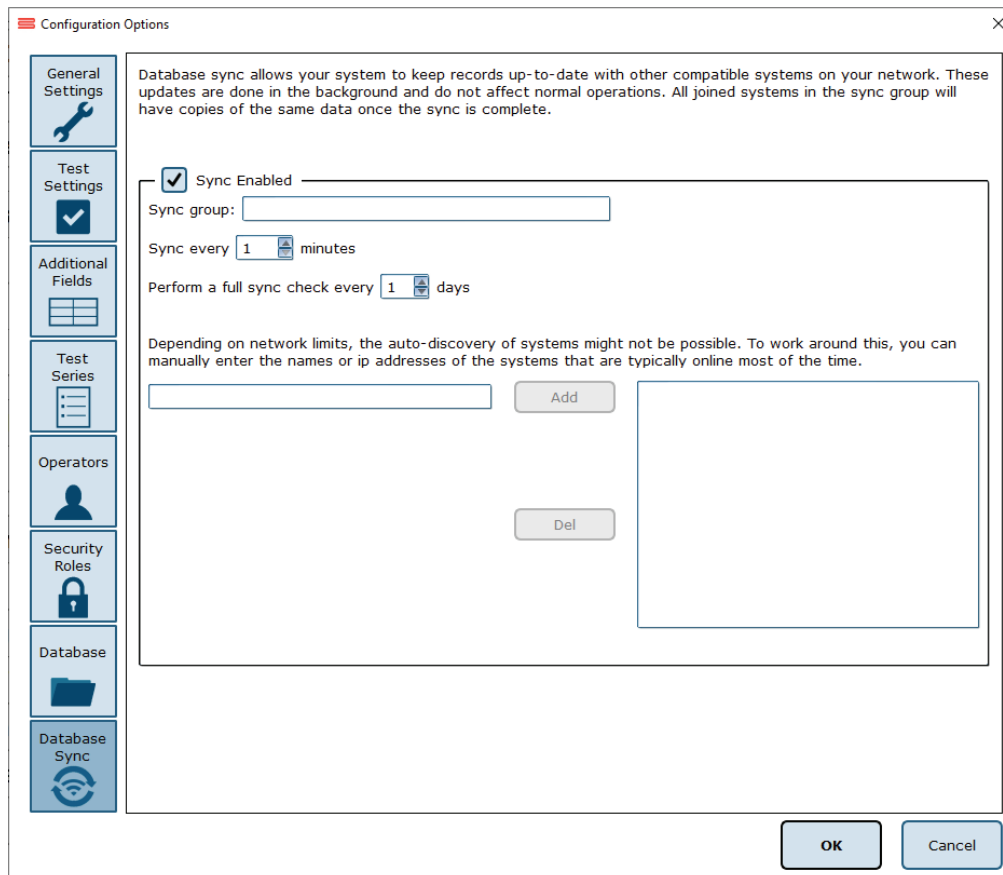 Configuration Options
General
Settings
Test
Settings
Additional
Fields
Test
Series
Operators
Security
Roles
Database
Database
Sync
Database sync allows your system to keep records up-to-date with other compatible systems on your network. These
updates are done in the background and do not affect normal operations. All joined systems in the sync group will
have copies of the same data once the sync is complete.
Sync Enabled
Sync group:
Sync every 1 minutes
Perform a full sync check every 1 days
Depending on network limits, the auto-discovery of systems might not be possible. To work around this, you can
manually enter the names or ip addresses of the systems that are typically online most of the time.
Add
Del
OK
Cancel